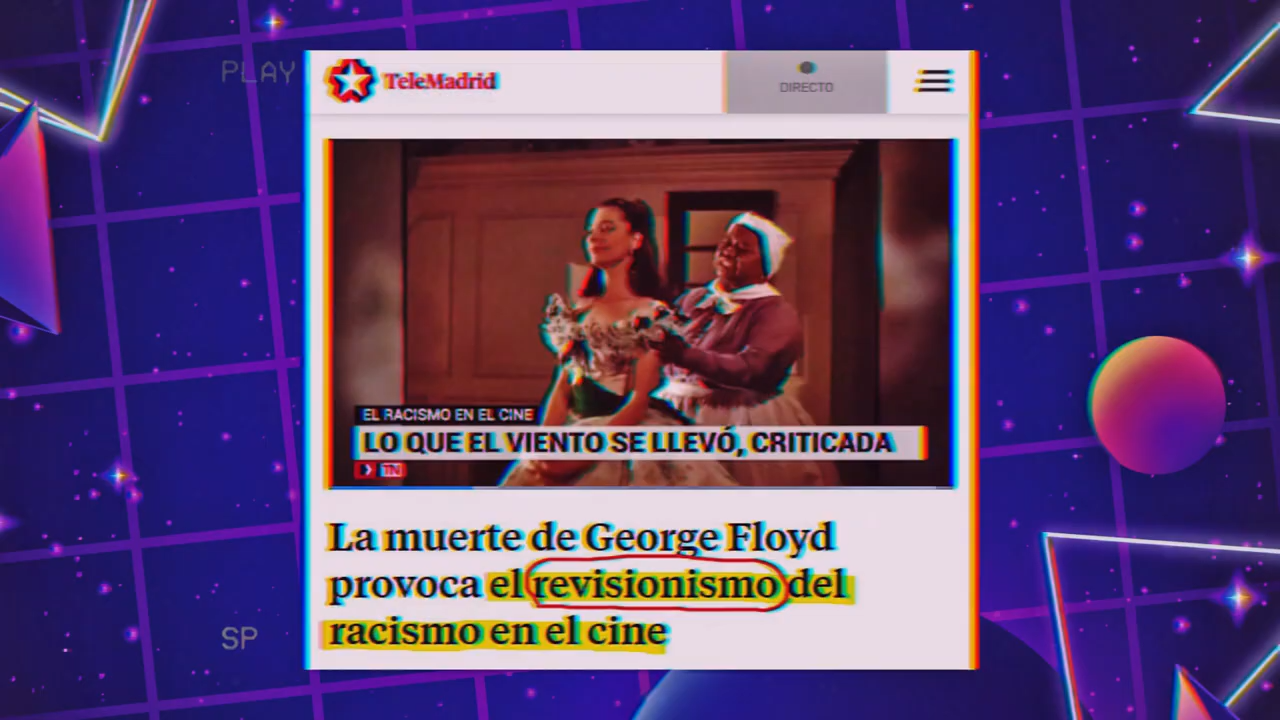 PLAY
TeleMadrid
DIRECTO
EL RACISMO EN EL CINE
LO QUE EL VIENTO SE LLEVÓ, CRITICADA
TN
La muerte de George Floyd
provoca el revisionismo del
racismo en el cine
SP